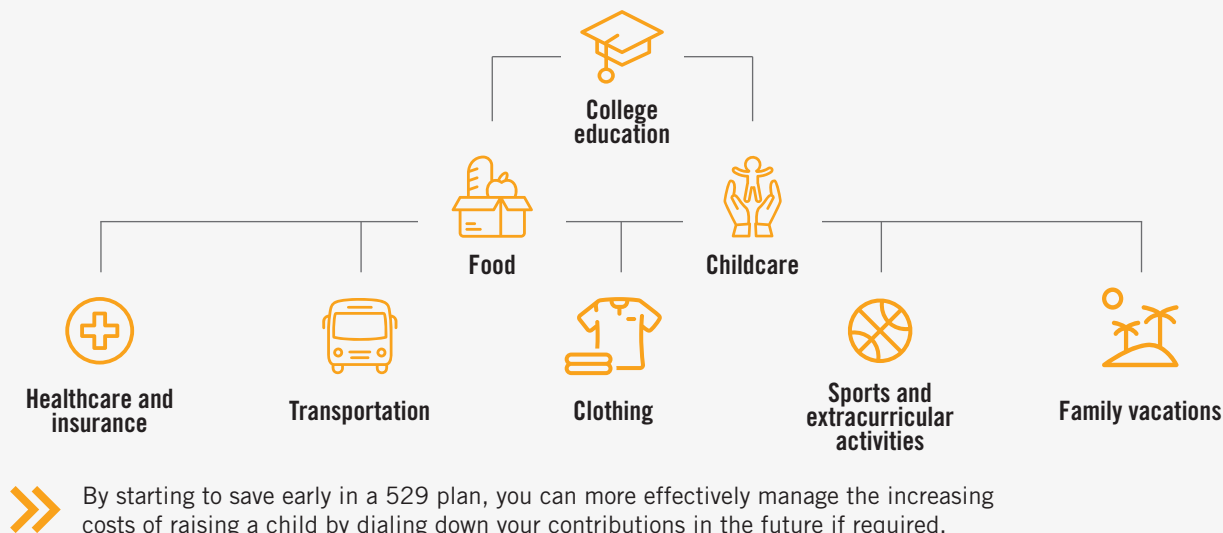 College
education
Food
Childcare
Healthcare and
insurance
Transportation
Clothing
Sports and
extracurricular
activities
Family vacations
By starting to save early in a 529 plan, you can more effectively manage the increasing
costs of raising a child by dialing down your contributions in the future if required.